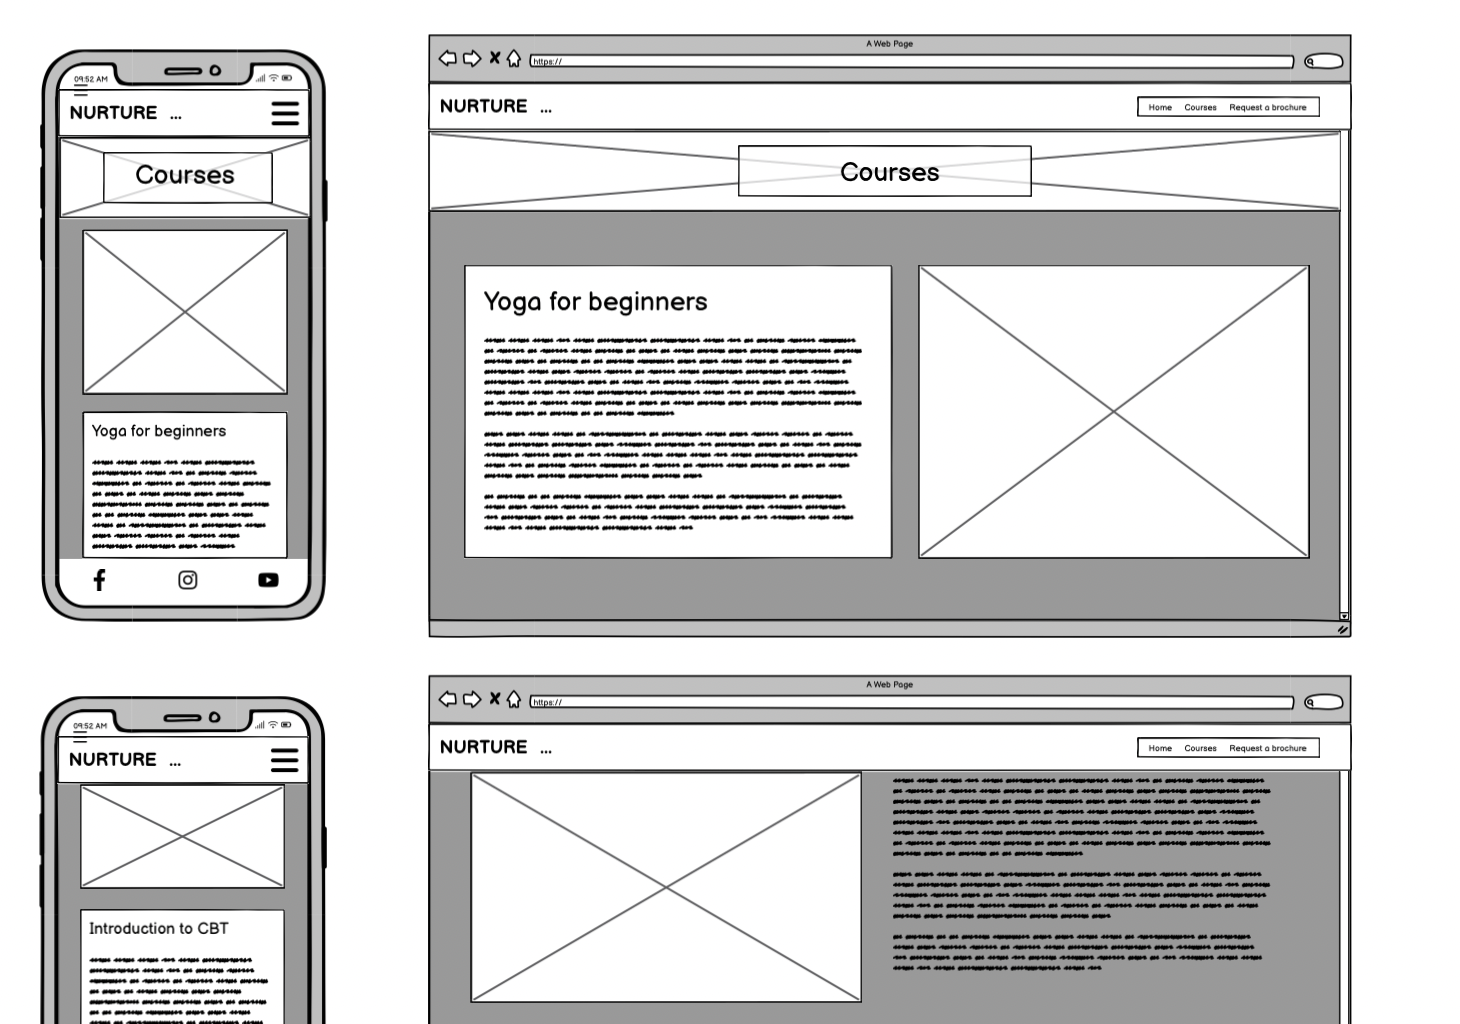 09:52 AM
NURTURE ...
Courses
Yoga for beginners
A Web Page
https://
NURTURE ...
Home Courses Request a brochure
Courses
Yoga for beginners
09:52 AM
NURTURE ...
Introduction to CBT
A Web Page
https://
NURTURE ...
Home Courses Request a brochure